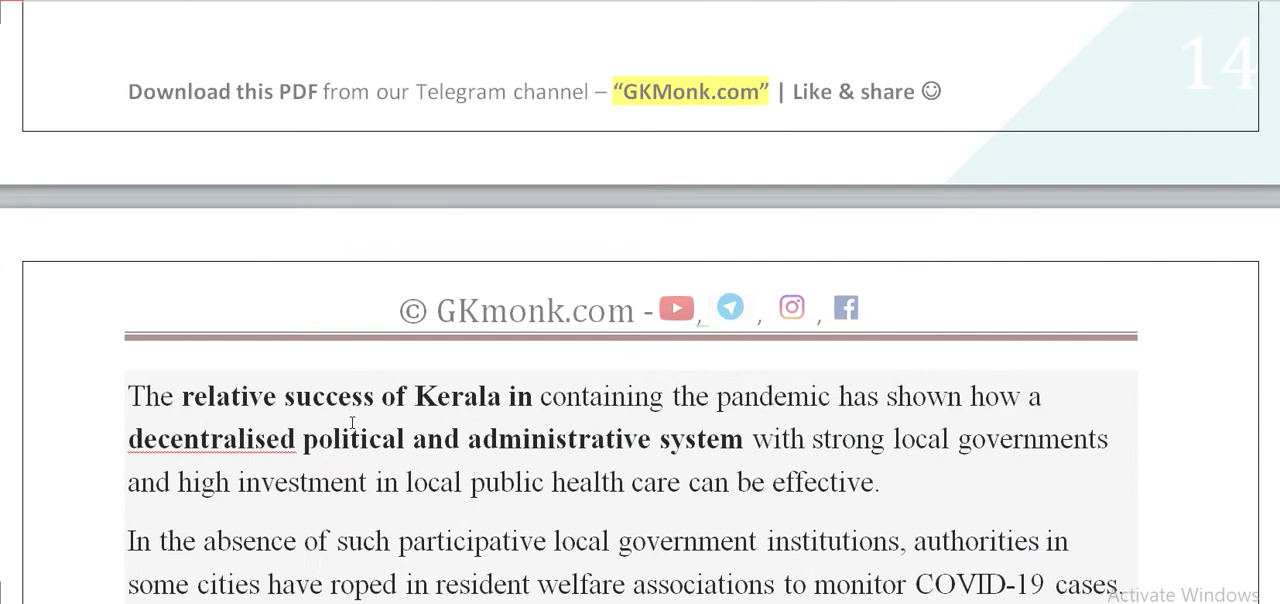 14
Download this PDF from our Telegram channel – “GKMonk.com” | Like & share ☺
© GKmonk.com - , , ,
The relative success of Kerala in containing the pandemic has shown how a
decentralised political and administrative system with strong local governments
and high investment in local public health care can be effective.
In the absence of such participative local government institutions, authorities in
some cities have roped in resident welfare associations to monitor COVID-19 cases.
Activate Windows